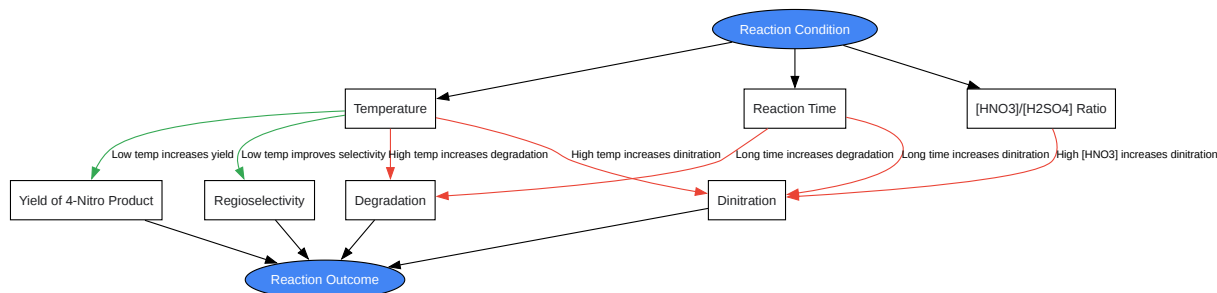 Reaction Condition
Temperature
Reaction Time
[HNO3]/[H2SO4] Ratio
Low temp increases yield
Low temp improves selectivity
High temp increases degradation
High temp increases dinitration
Long time increases degradation
Long time increases dinitration
High [HNO3] increases dinitration
Yield of 4-Nitro Product
Regioselectivity
Degradation
Dinitration
Reaction Outcome